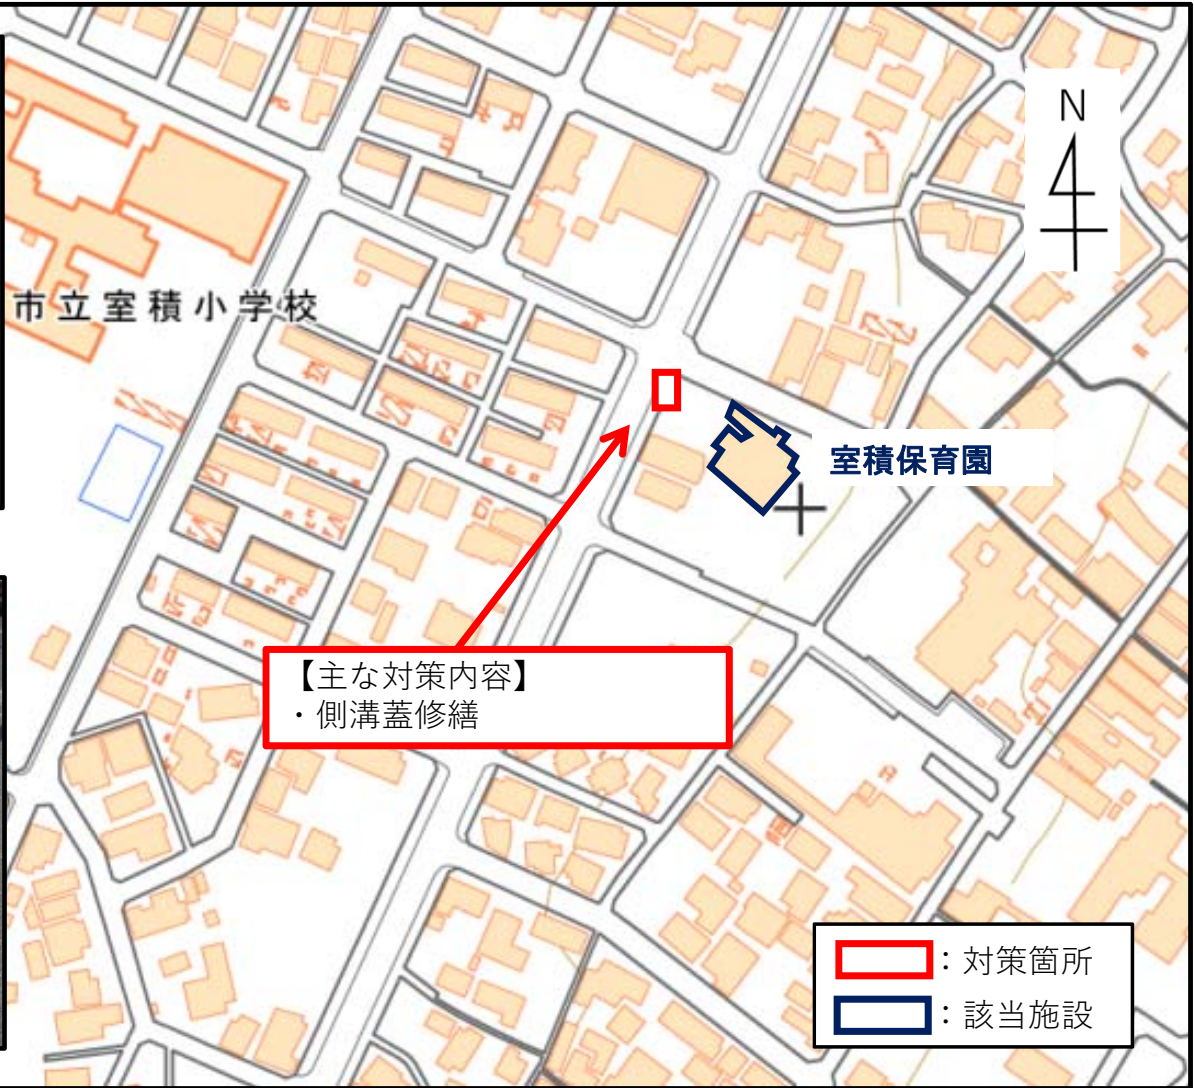 N
市立室積小学校
室積保育園
【主な対策内容】
・側溝蓋修繕
：対策箇所
：該当施設